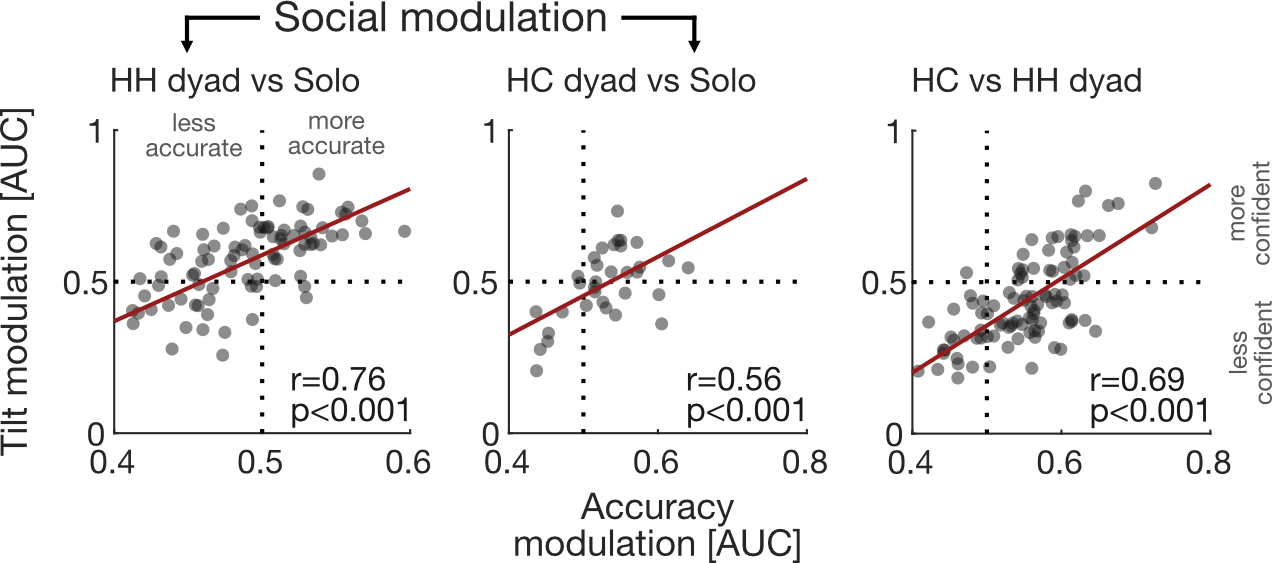 Social modulation
HH dyad vs Solo
HC dyad vs Solo
HC vs HH dyad
less
accurate
more
accurate
Tilt modulation [AUC]
1
0.5
0
0.4
0.5
0.6
r=0.76
p<0.001
1
0.5
0
0.4
0.6
0.8
r=0.56
p<0.001
1
0.5
0
0.4
0.6
0.8
r=0.69
p<0.001
more
confident
less
confident
Accuracy
modulation [AUC]